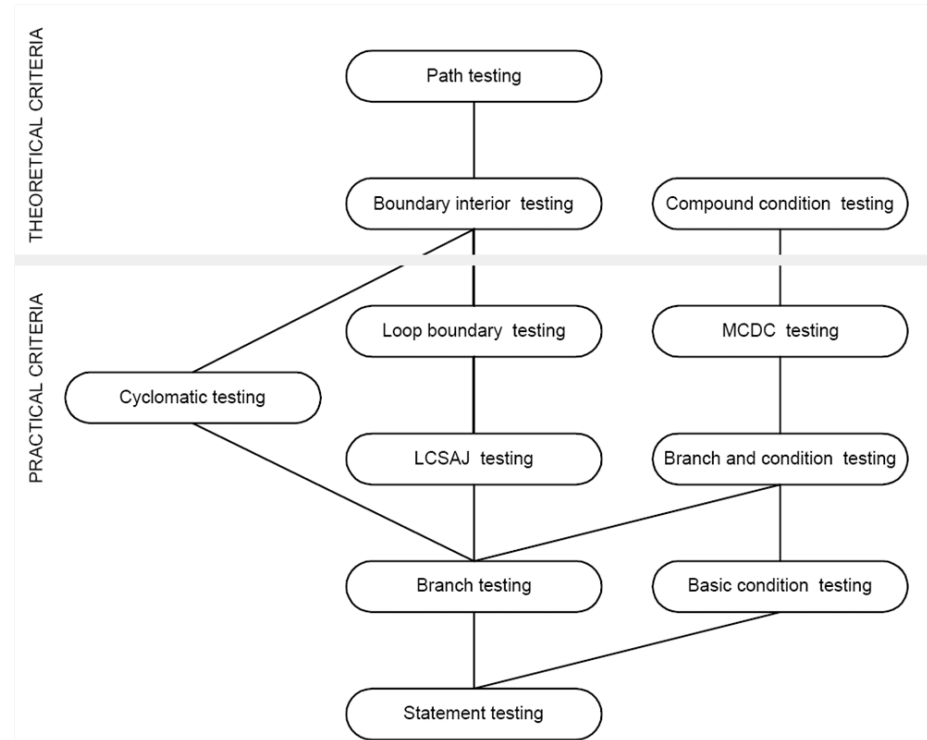 THEORETICAL CRITERIA
Path testing
Boundary interior testing
Compound condition testing
PRACTICAL CRITERIA
Loop boundary testing
MCDC testing
Cyclomatic testing
LCSAJ testing
Branch and condition testing
Branch testing
Basic condition testing
Statement testing